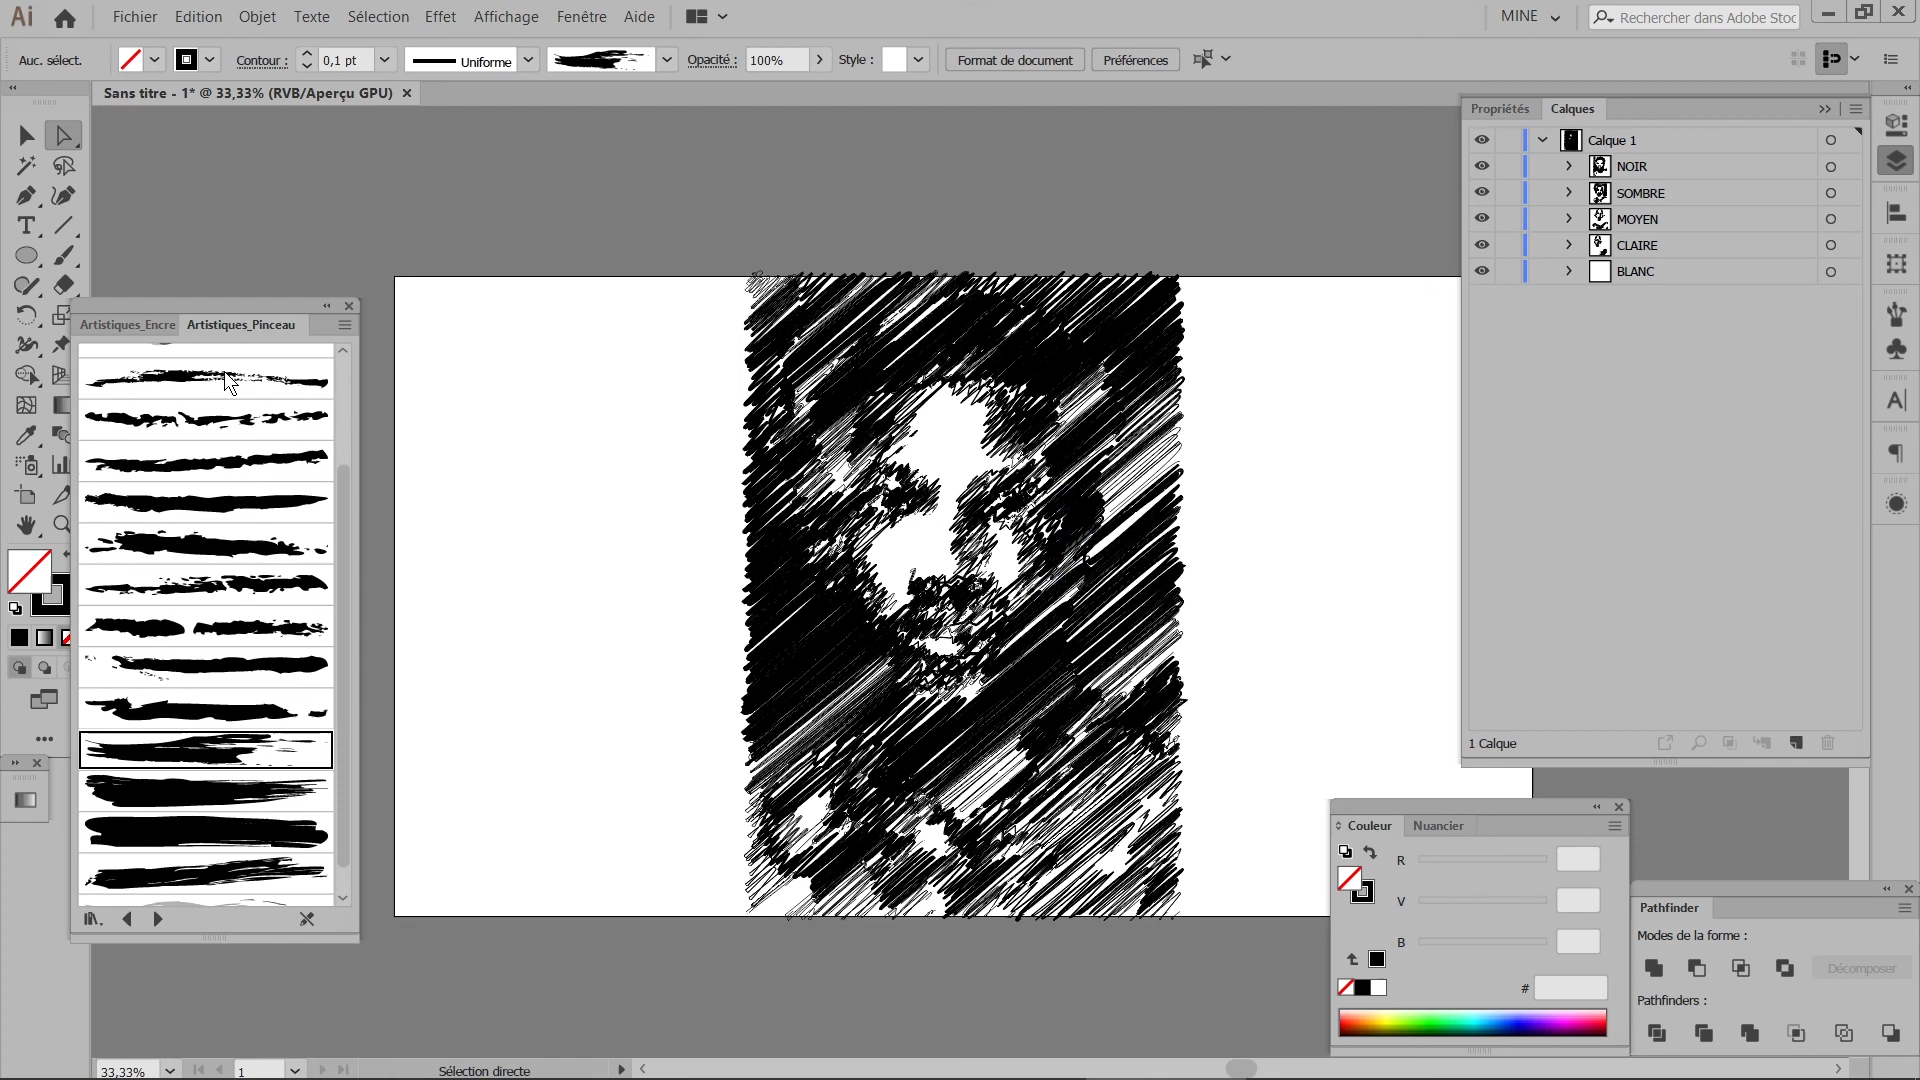 Ai Fichier Edition Objet Texte Sélection Effet Affichage Fenêtre Aide MINE Rechercher dans Adobe Stoc
Auc. sélect. Contour : 0,1 pt Uniforme Opacité : 100% Style : Format de document Préférences
Sans titre - 1* @ 33,33% (RVB/Aperçu GPU)
Propriétés Calques
Calque 1
NOIR
SOMBRE
MOYEN
CLAIRE
BLANC
1 Calque
Artistiques_Encre Artistiques_Pinceau
Couleur Nuancier
R
V
B
#
Pathfinder
Modes de la forme :
Décomposer
Pathfinders :
33,33% 1 Sélection directe